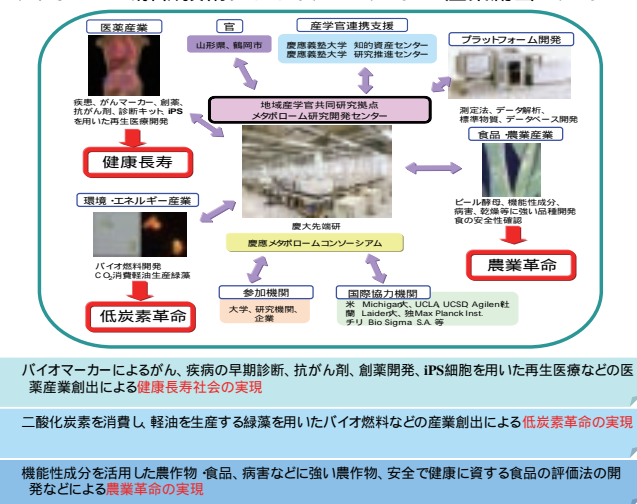 医薬産業
官
産学官連携支援
プラットフォーム開発
山形県、鶴岡市
慶應義塾大学 知的資産センター
慶應義塾大学 研究推進センター
疾患、がんマーカー、創薬、
抗がん剤、診断キット、iPS
を用いた再生医療開発
地域産学官共同研究拠点
メタボローム研究開発センター
測定法、データ解析、
標準物質、データベース開発
健康長寿
食品・農業産業
環境・エネルギー産業
ビール酵母、機能性成分、
病害、乾燥等に強い品種開発
食の安全性確認
慶大先端研
慶應メタボロームコンソーシアム
バイオ燃料開発
CO2消費軽油生産緑藻
農業革命
参加機関
国際協力機関
低炭素革命
大学、研究機関、
企業
米 Michigan大、UCLA, UCSD, Agilent社
蘭 Laiden大、独Max Planck Inst.
チリ Bio Sigma S.A. 等
バイオマーカーによるがん、疾病の早期診断、抗がん剤、創薬開発、iPS細胞を用いた再生医療などの医
薬産業創出による健康長寿社会の実現
二酸化炭素を消費し、軽油を生産する緑藻を用いたバイオ燃料などの産業創出による低炭素革命の実現
機能性成分を活用した農作物・食品、病害などに強い農作物、安全で健康に資する食品の評価法の開
発などによる農業革命の実現